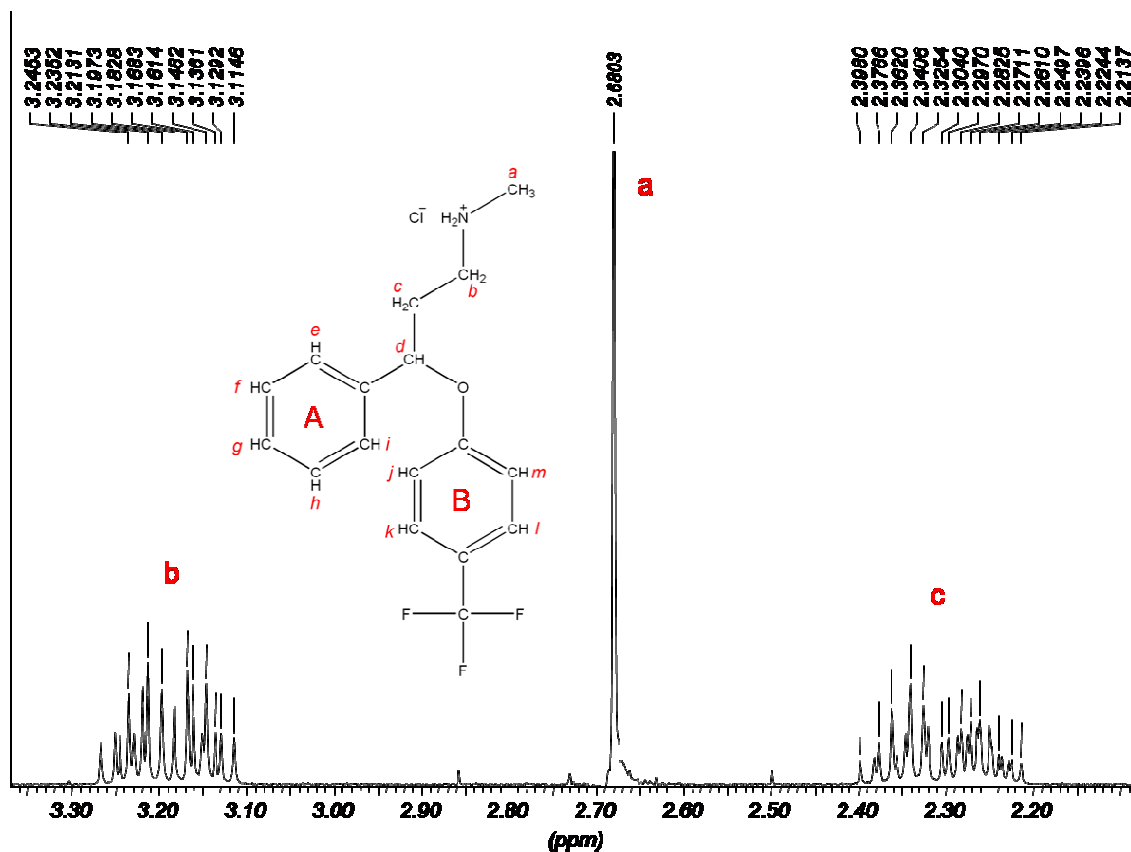 3.2453
3.2352
3.2131
3.1973
3.1828
3.1683
3.1614
3.1462
3.1361
3.1292
3.1146
2.6803
2.3980
2.3766
2.3620
2.3406
2.3254
2.3040
2.2970
2.2825
2.2711
2.2610
2.2497
2.2396
2.2244
2.2137
a
a
CH3
Cl-
H2N+
CH2
b
c
H2C
d
CH
e
H
C
f HC
C
O
A
g HC
CH i
C
C
H
h
j HC
CH m
B
k HC
CH l
C
F C F
F
b
c
3.30 3.20 3.10 3.00 2.90 2.80 2.70 2.60 2.50 2.40 2.30 2.20
(ppm)